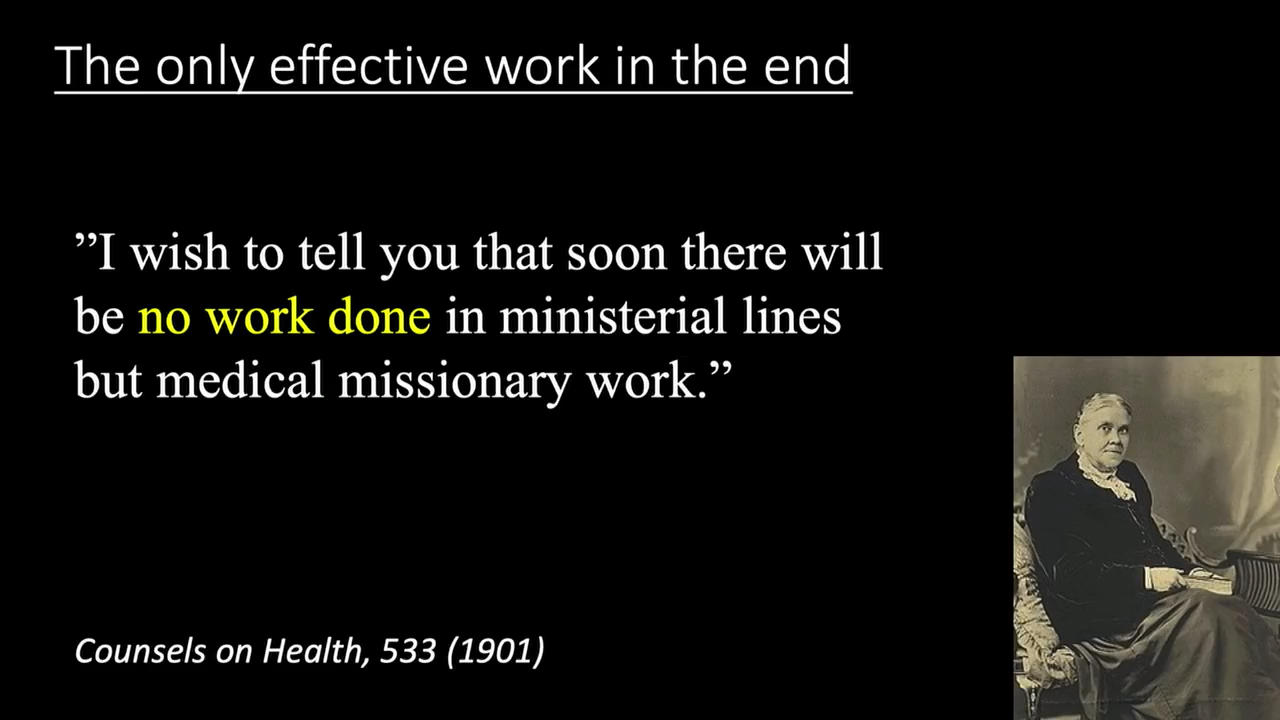 The only effective work in the end
”I wish to tell you that soon there will
be no work done in ministerial lines
but medical missionary work.”
Counsels on Health, 533 (1901)